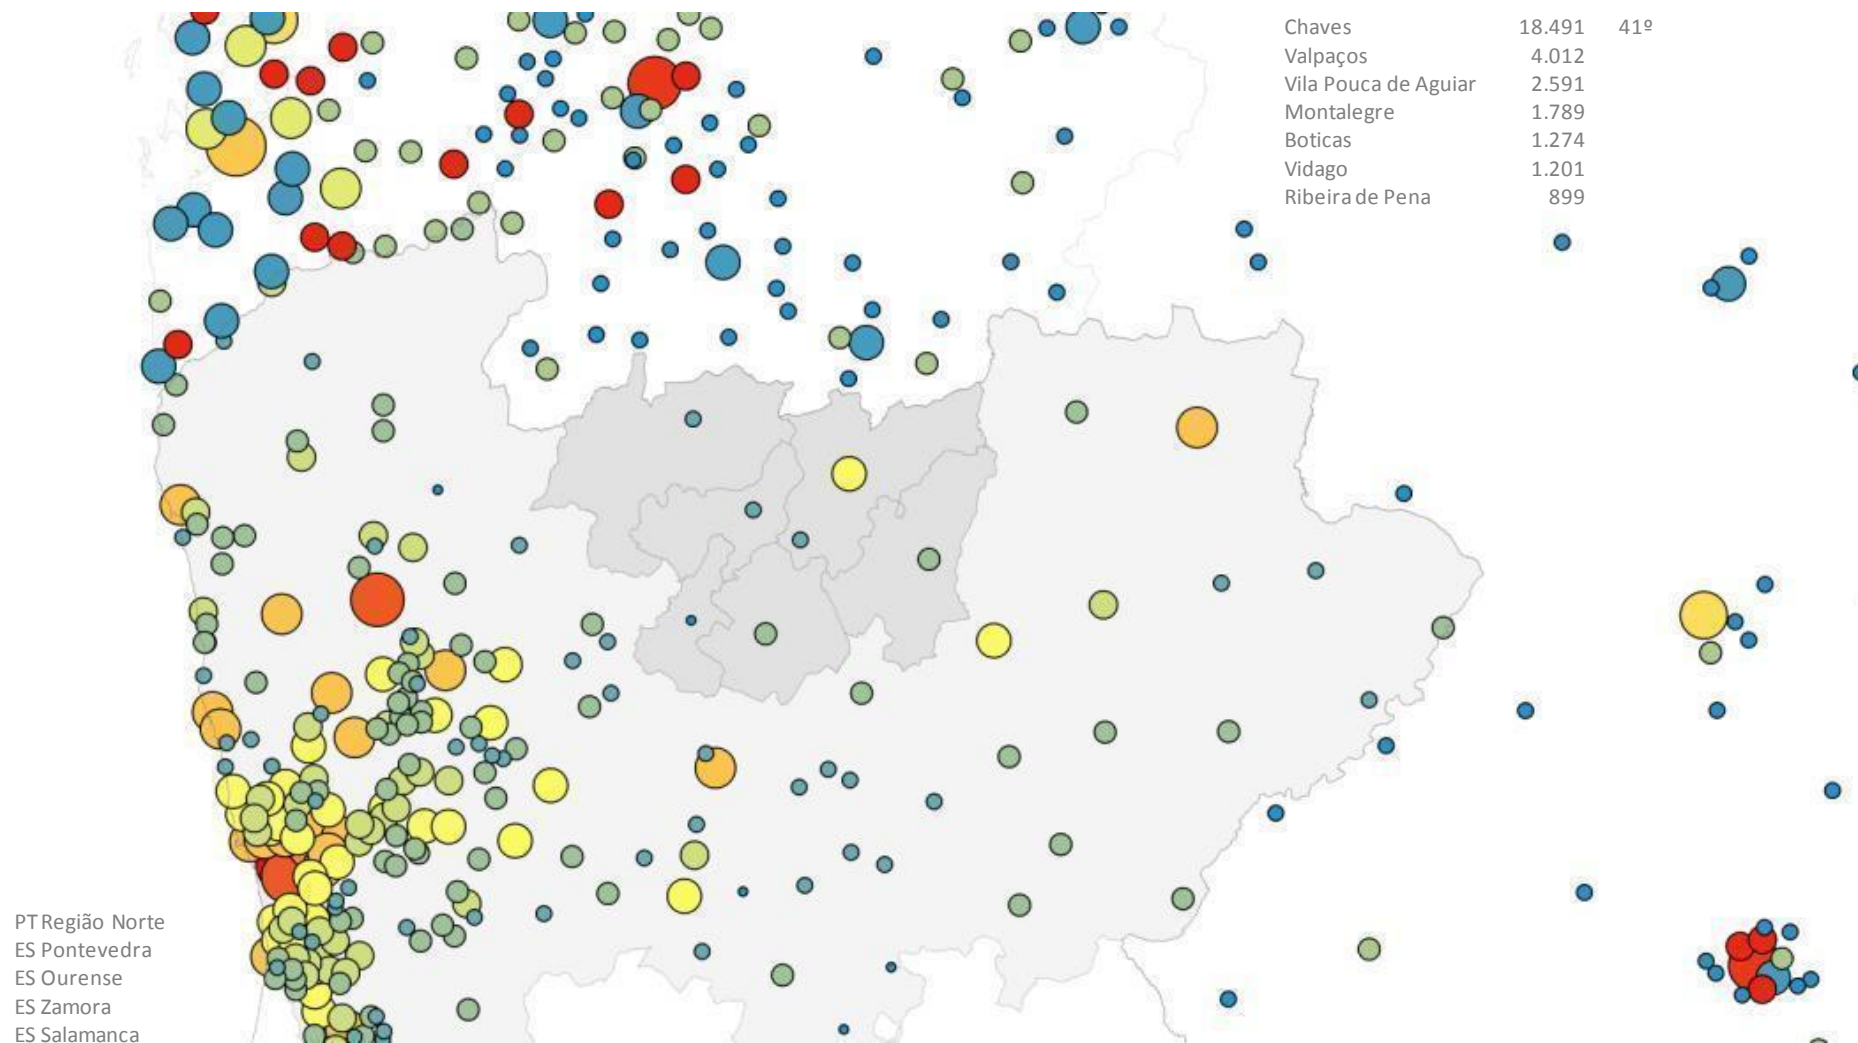 Chaves 18.491 41º
Valpaços 4.012
Vila Pouca de Aguiar 2.591
Montalegre 1.789
Boticas 1.274
Vidago 1.201
Ribeira de Pena 899
PT Região Norte
ES Pontevedra
ES Ourense
ES Zamora
ES Salamanca